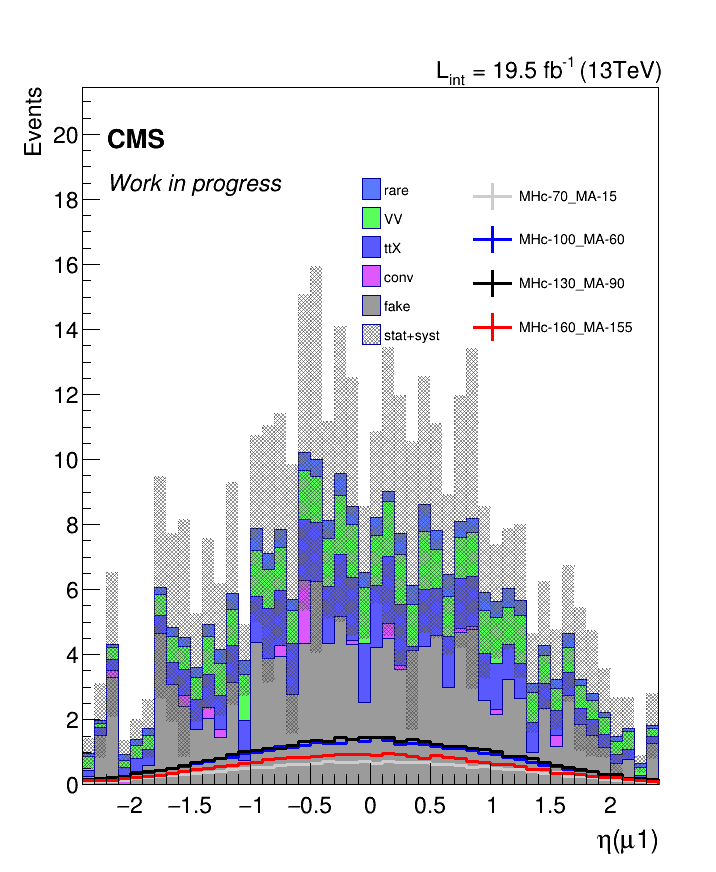 L_int = 19.5 fb^-1 (13TeV)
Events
CMS
Work in progress
rare
VV
ttX
conv
fake
stat+syst
MHc-70_MA-15
MHc-100_MA-60
MHc-130_MA-90
MHc-160_MA-155
20
18
16
14
12
10
8
6
4
2
0
−2 −1.5 −1 −0.5 0 0.5 1 1.5 2
η(μ1)